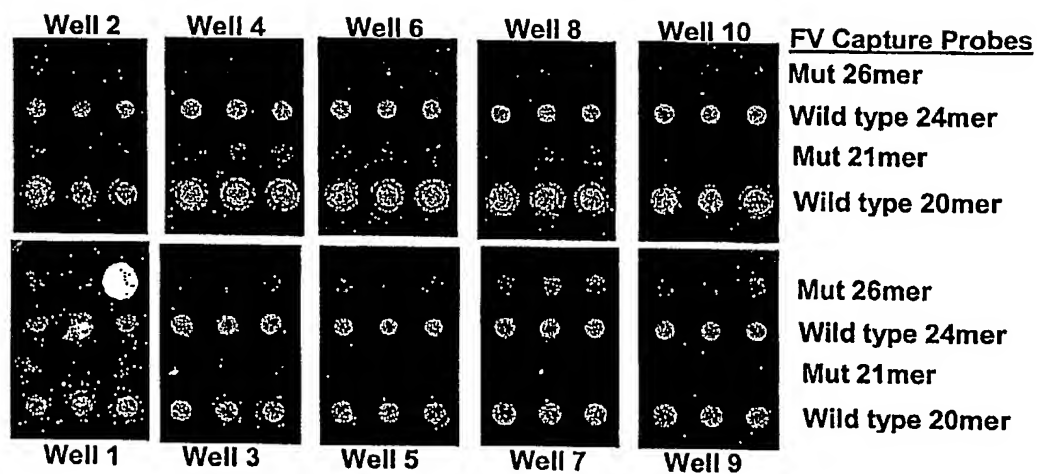 Well 2 Well 4 Well 6 Well 8 Well 10
FV Capture Probes
Mut 26mer
Wild type 24mer
Mut 21mer
Wild type 20mer
Mut 26mer
Wild type 24mer
Mut 21mer
Wild type 20mer
Well 1 Well 3 Well 5 Well 7 Well 9